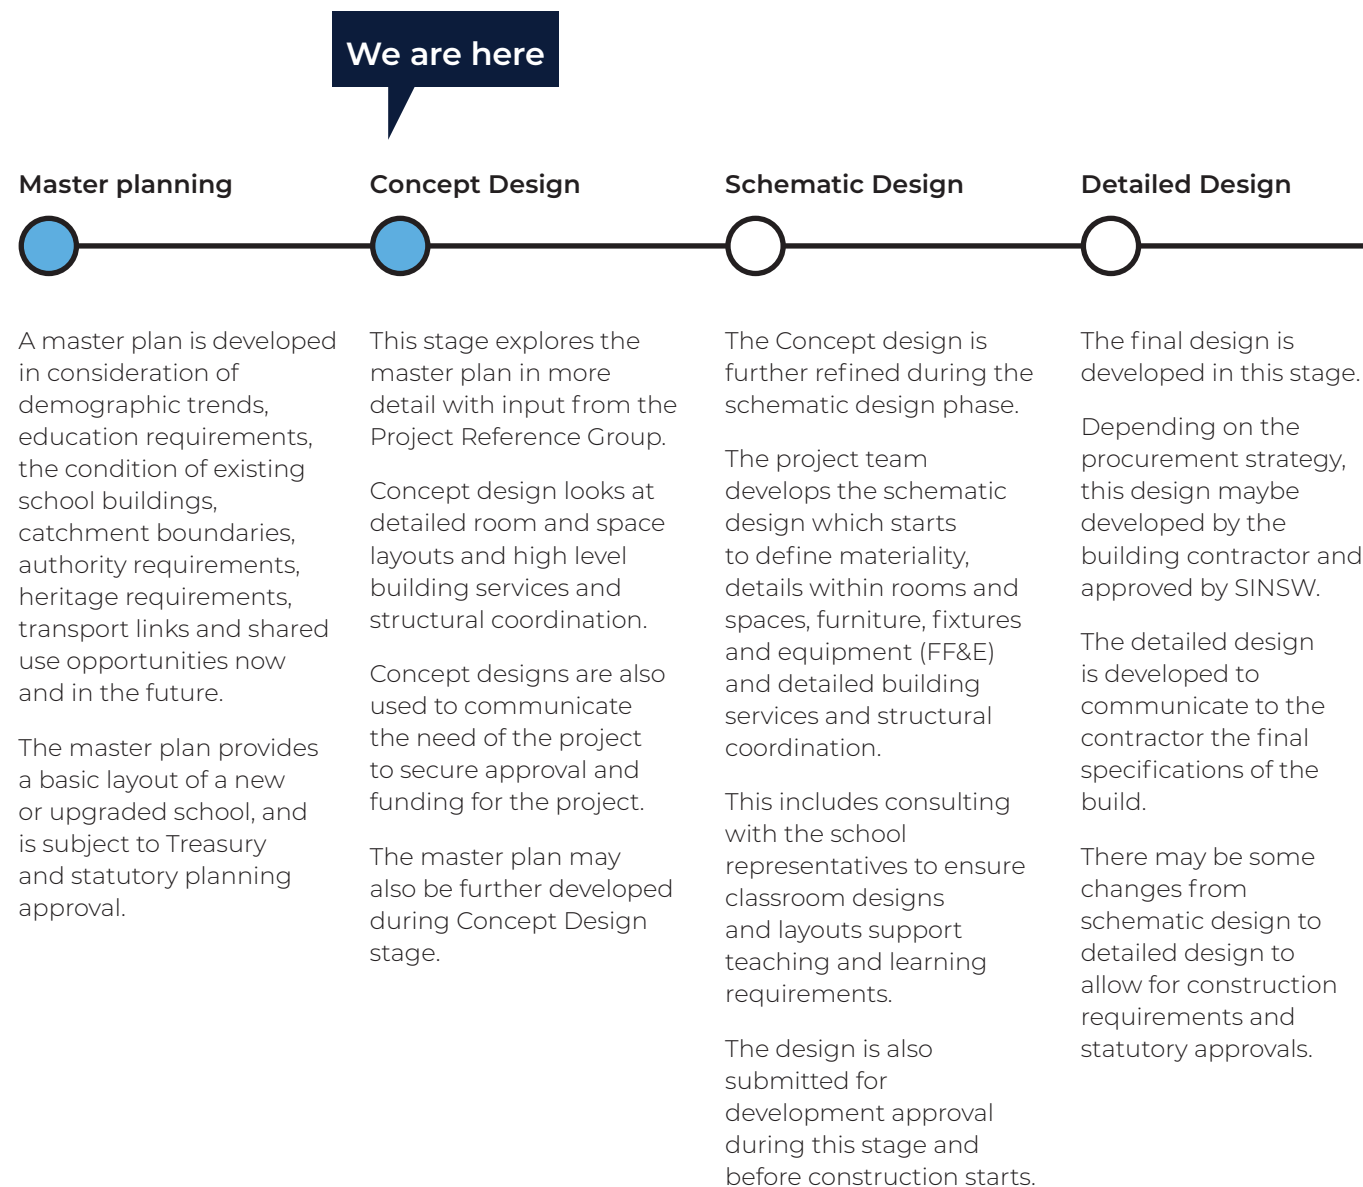 We are here
Master planning
A master plan is developed
in consideration of
demographic trends,
education requirements,
the condition of existing
school buildings,
catchment boundaries,
authority requirements,
heritage requirements,
transport links and shared
use opportunities now
and in the future.
The master plan provides
a basic layout of a new
or upgraded school, and
is subject to Treasury
and statutory planning
approval.
Concept Design
This stage explores the
master plan in more
detail with input from the
Project Reference Group.
Concept design looks at
detailed room and space
layouts and high level
building services and
structural coordination.
Concept designs are also
used to communicate
the need of the project
to secure approval and
funding for the project.
The master plan may
also be further developed
during Concept Design
stage.
Schematic Design
The Concept design is
further refined during the
schematic design phase.
The project team
develops the schematic
design which starts
to define materiality,
details within rooms and
spaces, furniture, fixtures
and equipment (FF&E)
and detailed building
services and structural
coordination.
This includes consulting
with the school
representatives to ensure
classroom designs
and layouts support
teaching and learning
requirements.
The design is also
submitted for
development approval
during this stage and
before construction starts.
Detailed Design
The final design is
developed in this stage.
Depending on the
procurement strategy,
this design maybe
developed by the
building contractor and
approved by SINSW.
The detailed design
is developed to
communicate to the
contractor the final
specifications of the
build.
There may be some
changes from
schematic design to
detailed design to
allow for construction
requirements and
statutory approvals.